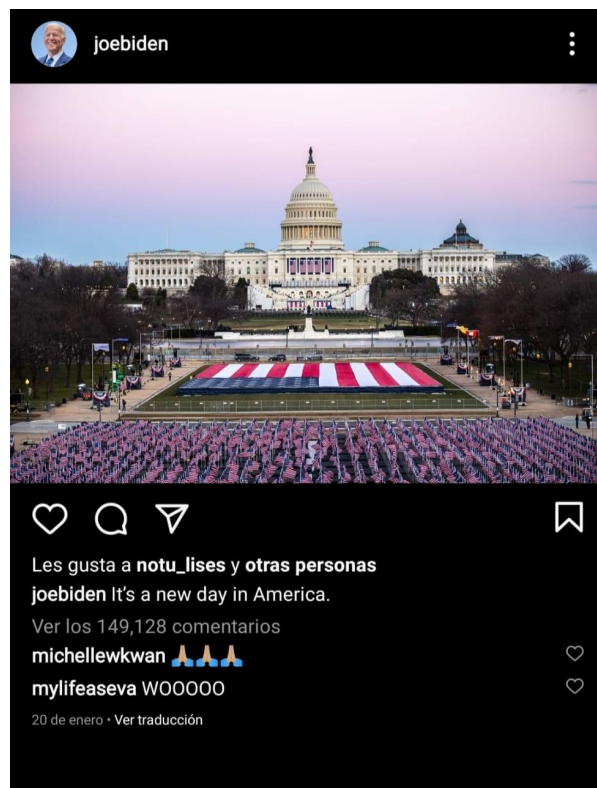 joebiden
Les gusta a notu_lises y otras personas
joebiden It's a new day in America.
Ver los 149,128 comentarios
michellewkwan 🙏🏽🙏🏽🙏🏽
mylifeaseva WOOOOO
20 de enero • Ver traducción